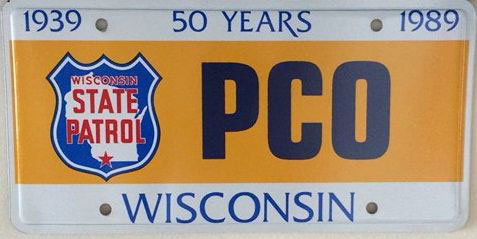 1939 50 YEARS 1989
WISCONSIN
STATE
PATROL
PCO
WISCONSIN